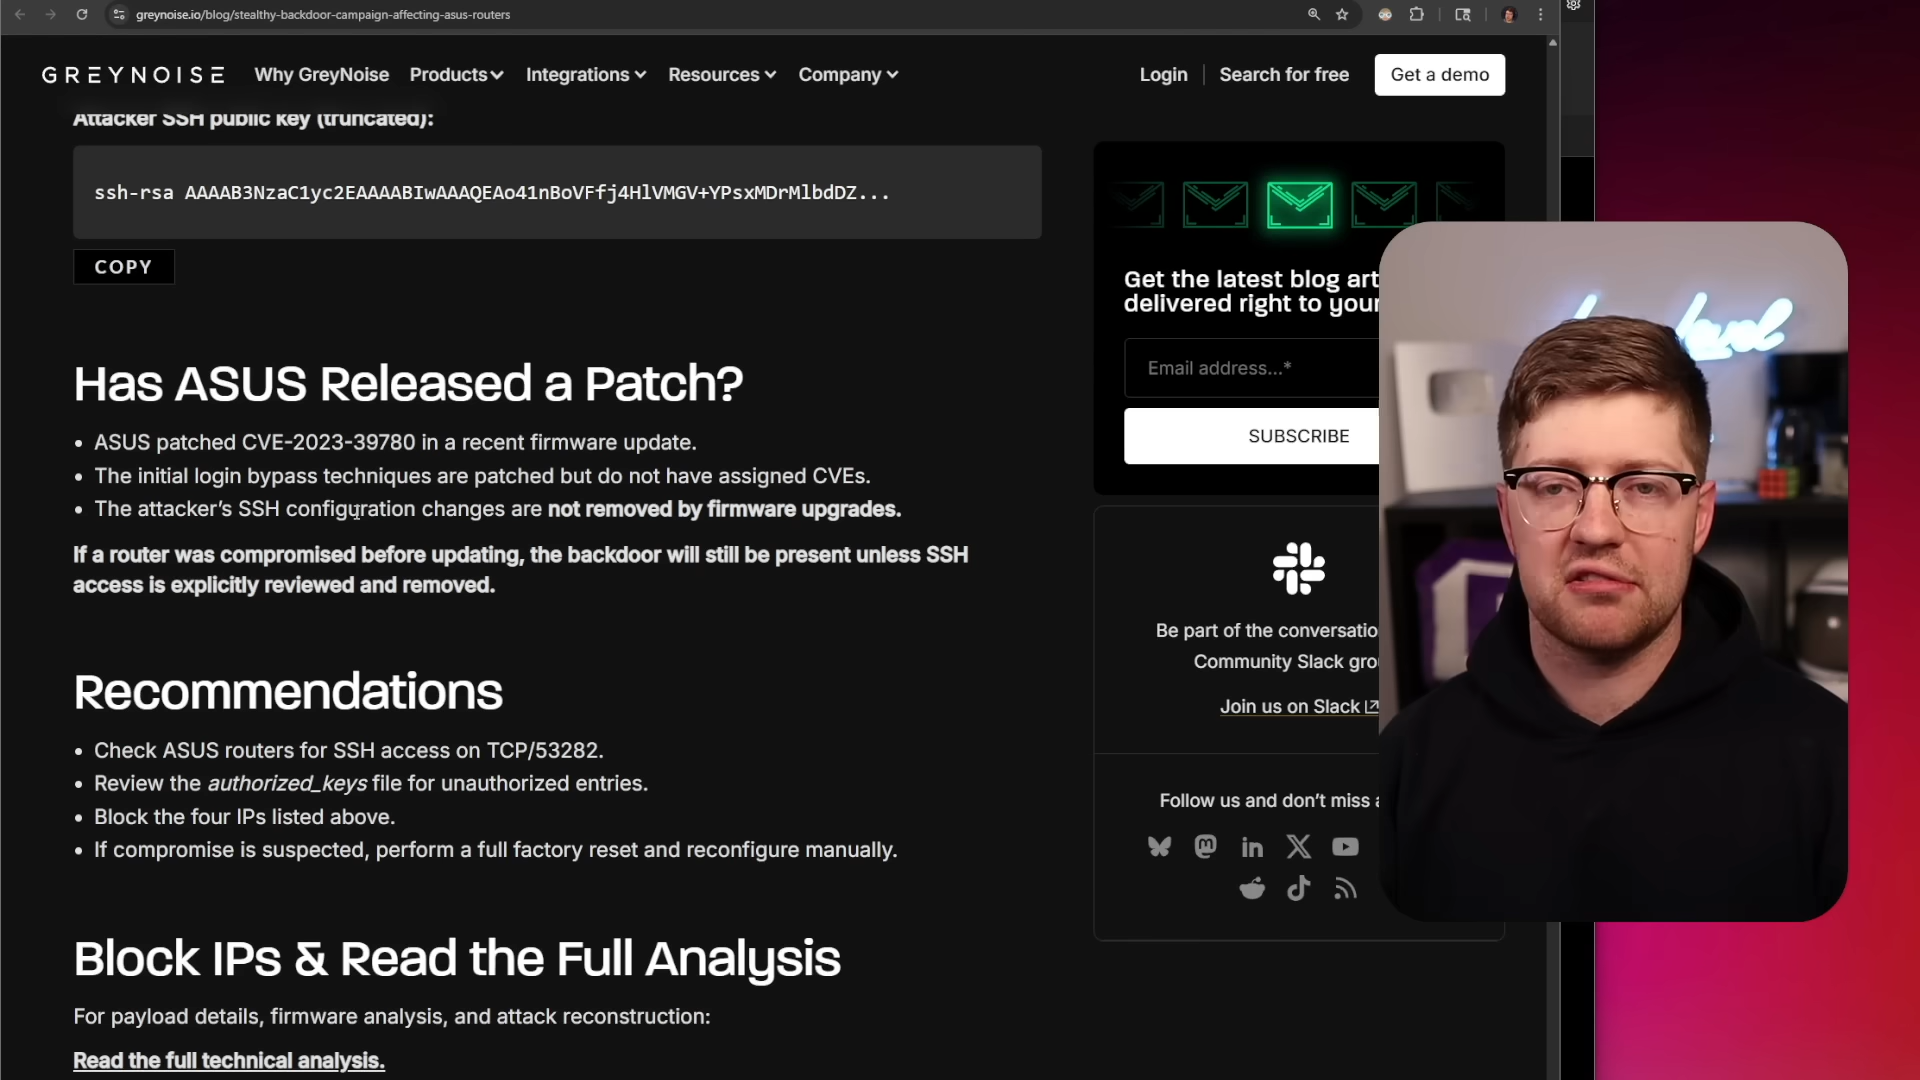 greynoise.io/blog/stealthy-backdoor-campaign-affecting-asus-routers
GREYNOISE
Why GreyNoise
Products
Integrations
Resources
Company
Login
Search for free
Get a demo
Attacker SSH public key (truncated):
ssh-rsa AAAAB3NzaC1yc2EAAAABIwAAAQEAo41nBoVFfj4HlVMGV+YPsxMDrMlbdDZ...
COPY
Has ASUS Released a Patch?
• ASUS patched CVE-2023-39780 in a recent firmware update.
• The initial login bypass techniques are patched but do not have assigned CVEs.
• The attacker’s SSH configuration changes are not removed by firmware upgrades.
If a router was compromised before updating, the backdoor will still be present unless SSH
access is explicitly reviewed and removed.
Recommendations
• Check ASUS routers for SSH access on TCP/53282.
• Review the authorized_keys file for unauthorized entries.
• Block the four IPs listed above.
• If compromise is suspected, perform a full factory reset and reconfigure manually.
Block IPs & Read the Full Analysis
For payload details, firmware analysis, and attack reconstruction:
Read the full technical analysis.
Get the latest blog art
delivered right to your
Email address...*
SUBSCRIBE
Be part of the conversatio
Community Slack gro
Join us on Slack
Follow us and don’t miss a
level